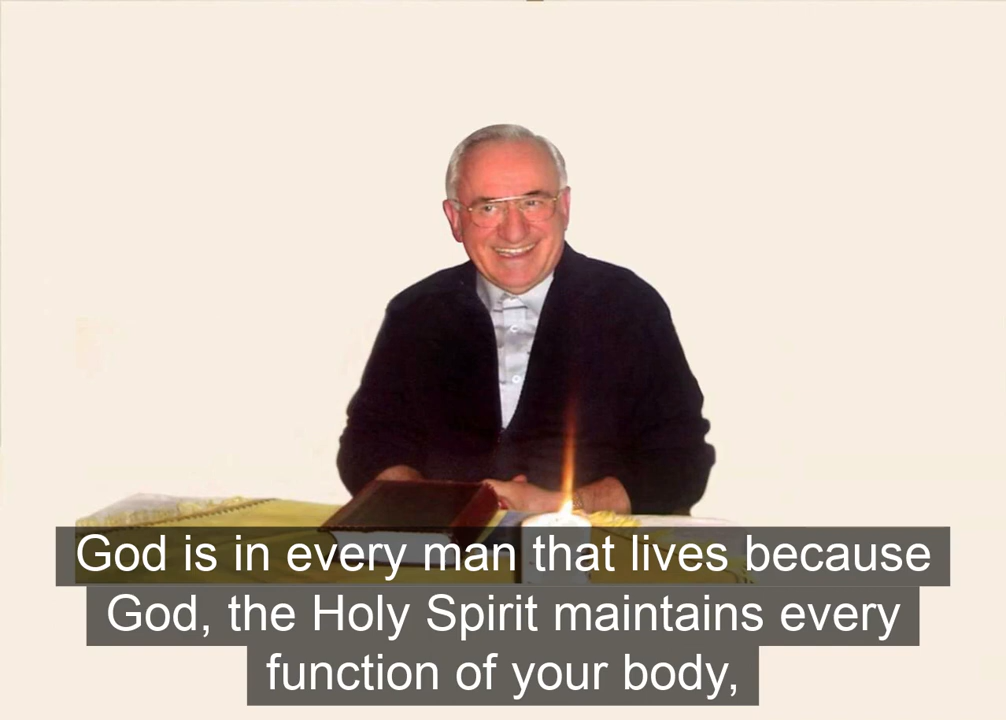 God is in every man that lives because
God, the Holy Spirit maintains every
function of your body,